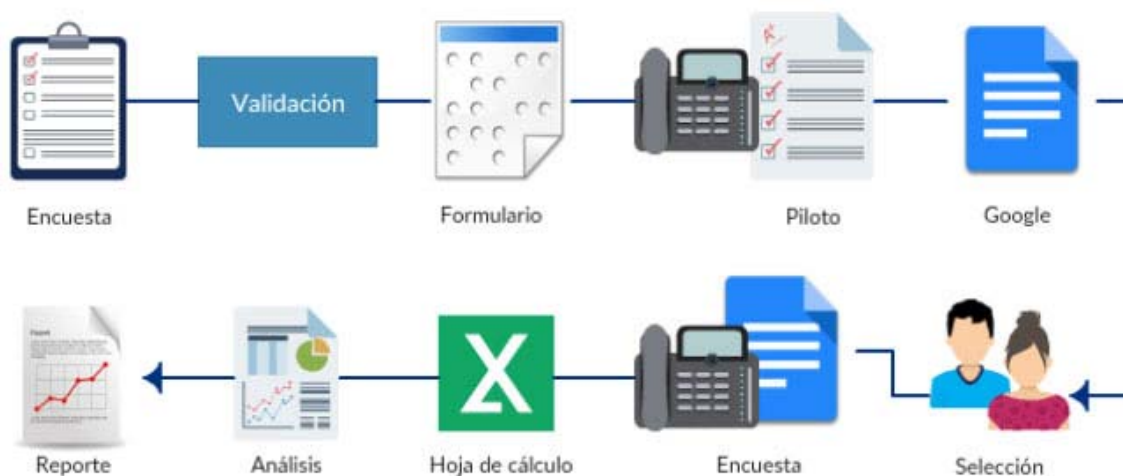 Validación
Encuesta
Formulario
Piloto
Google
Reporte
Análisis
Hoja de cálculo
Encuesta
Selección